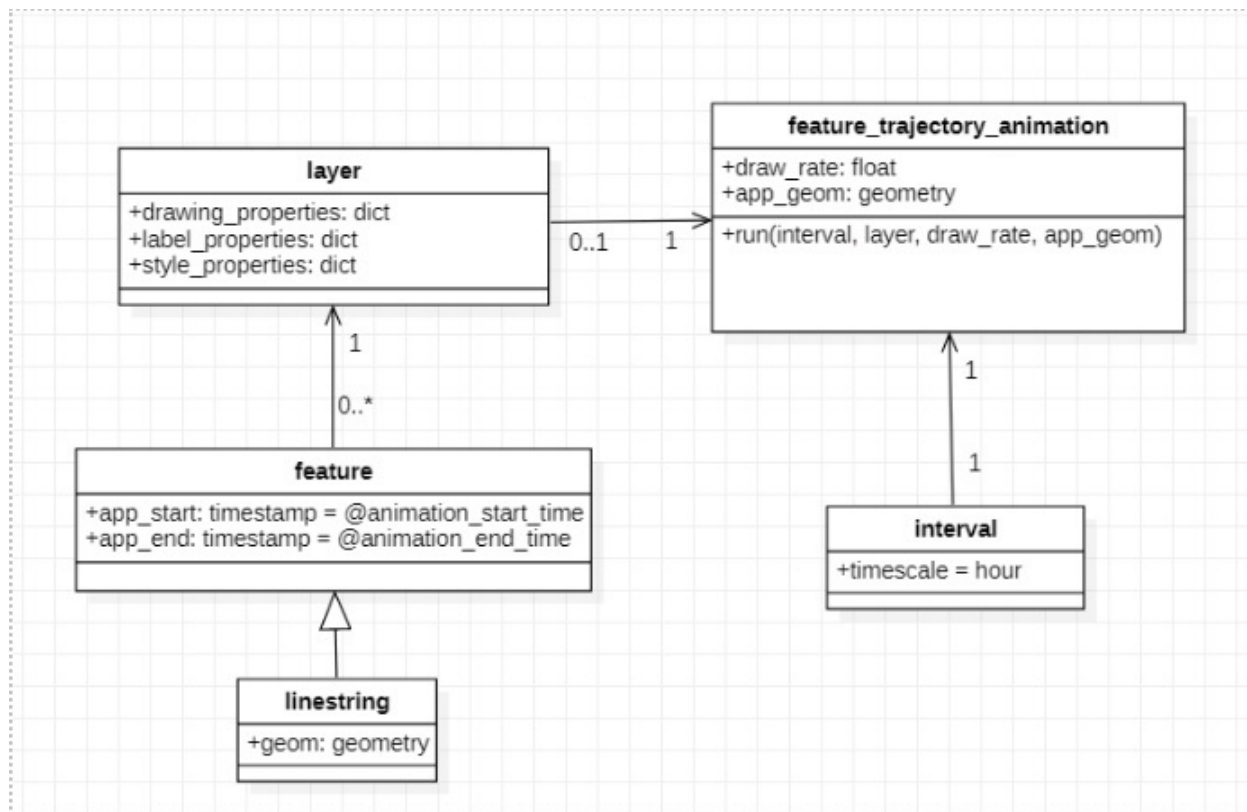 layer
+drawing_properties: dict
+label_properties: dict
+style_properties: dict
feature_trajectory_animation
+draw_rate: float
+app_geom: geometry
+run(interval, layer, draw_rate, app_geom)
0..1
1
1
0..*
feature
+app_start: timestamp = @animation_start_time
+app_end: timestamp = @animation_end_time
1
1
interval
+timescale = hour
linestring
+geom: geometry